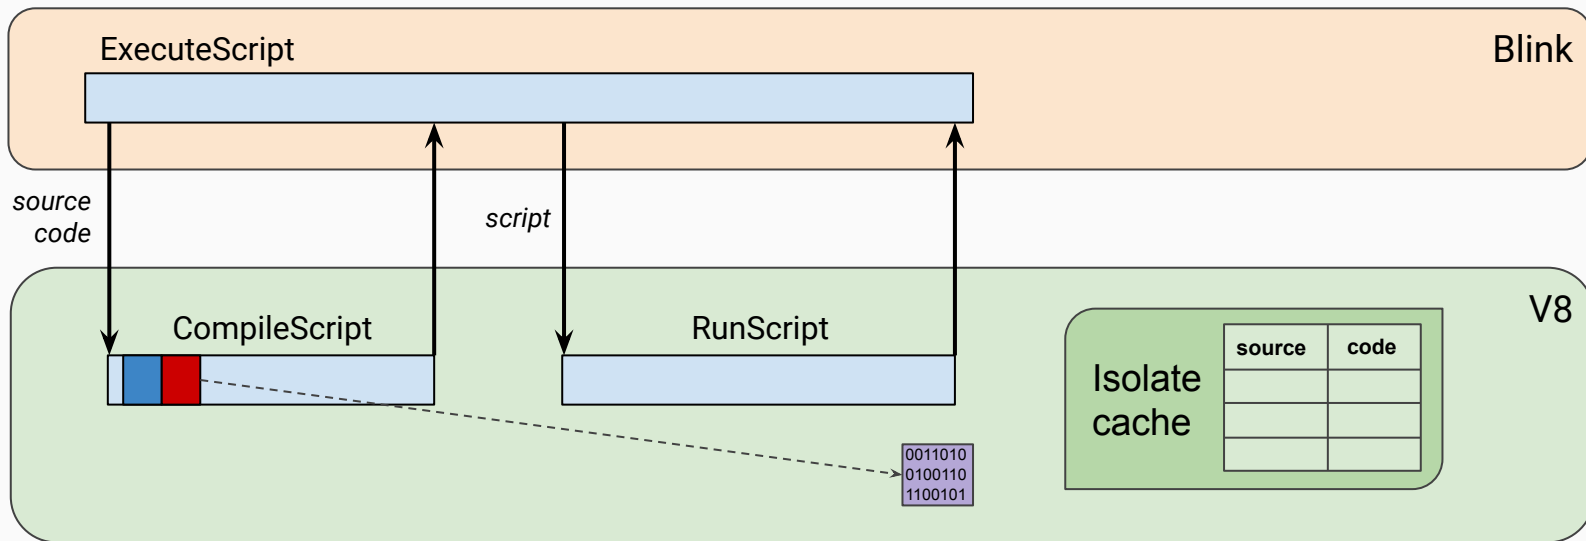 ExecuteScript
Blink
source
code
script
CompileScript
RunScript
V8
Isolate
cache
source code
0011010
0100110
1100101